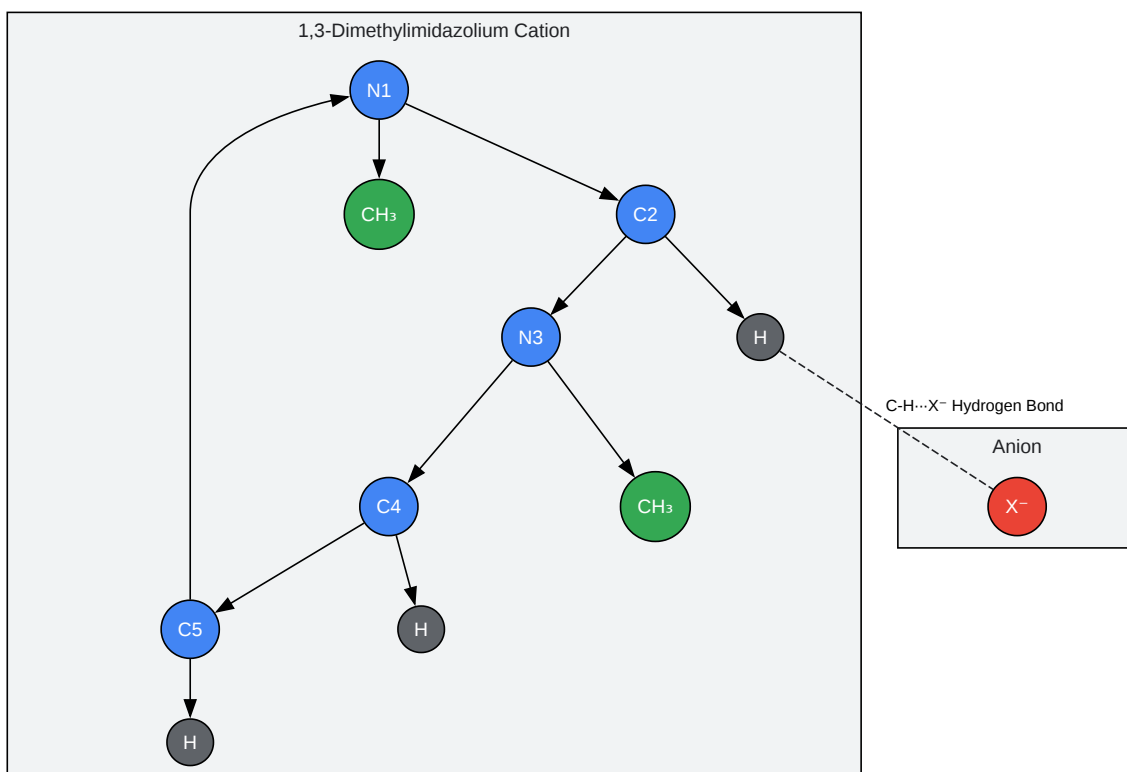 1,3-Dimethylimidazolium Cation
N1
CH₃
C2
N3
H
C-H···X⁻ Hydrogen Bond
Anion
C4
CH₃
X⁻
C5
H
H